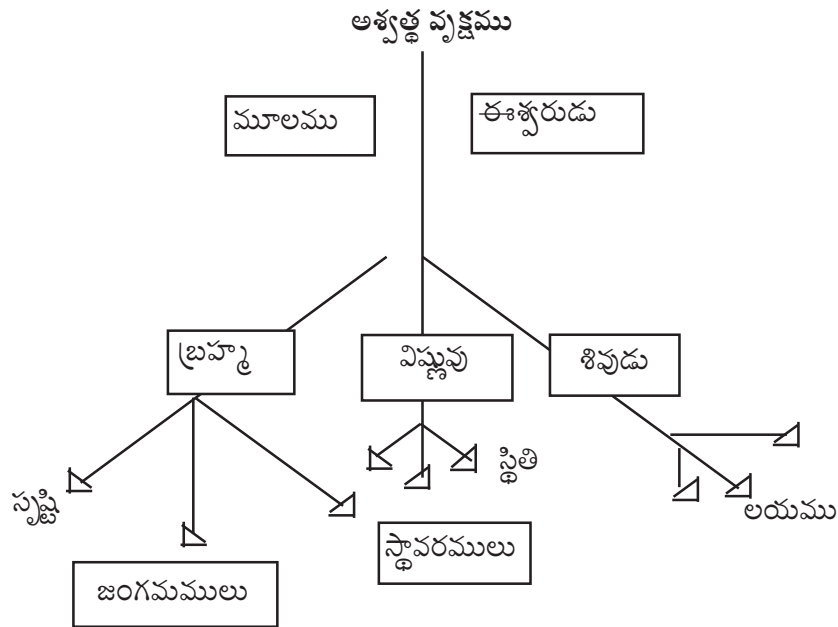 అశ్వత్థ వృక్షము
మూలము
ఈశ్వరుడు
బ్రహ్మ
విష్ణువు
శివుడు
స్థితి
సృష్టి
లయము
స్థావరములు
జంగమములు